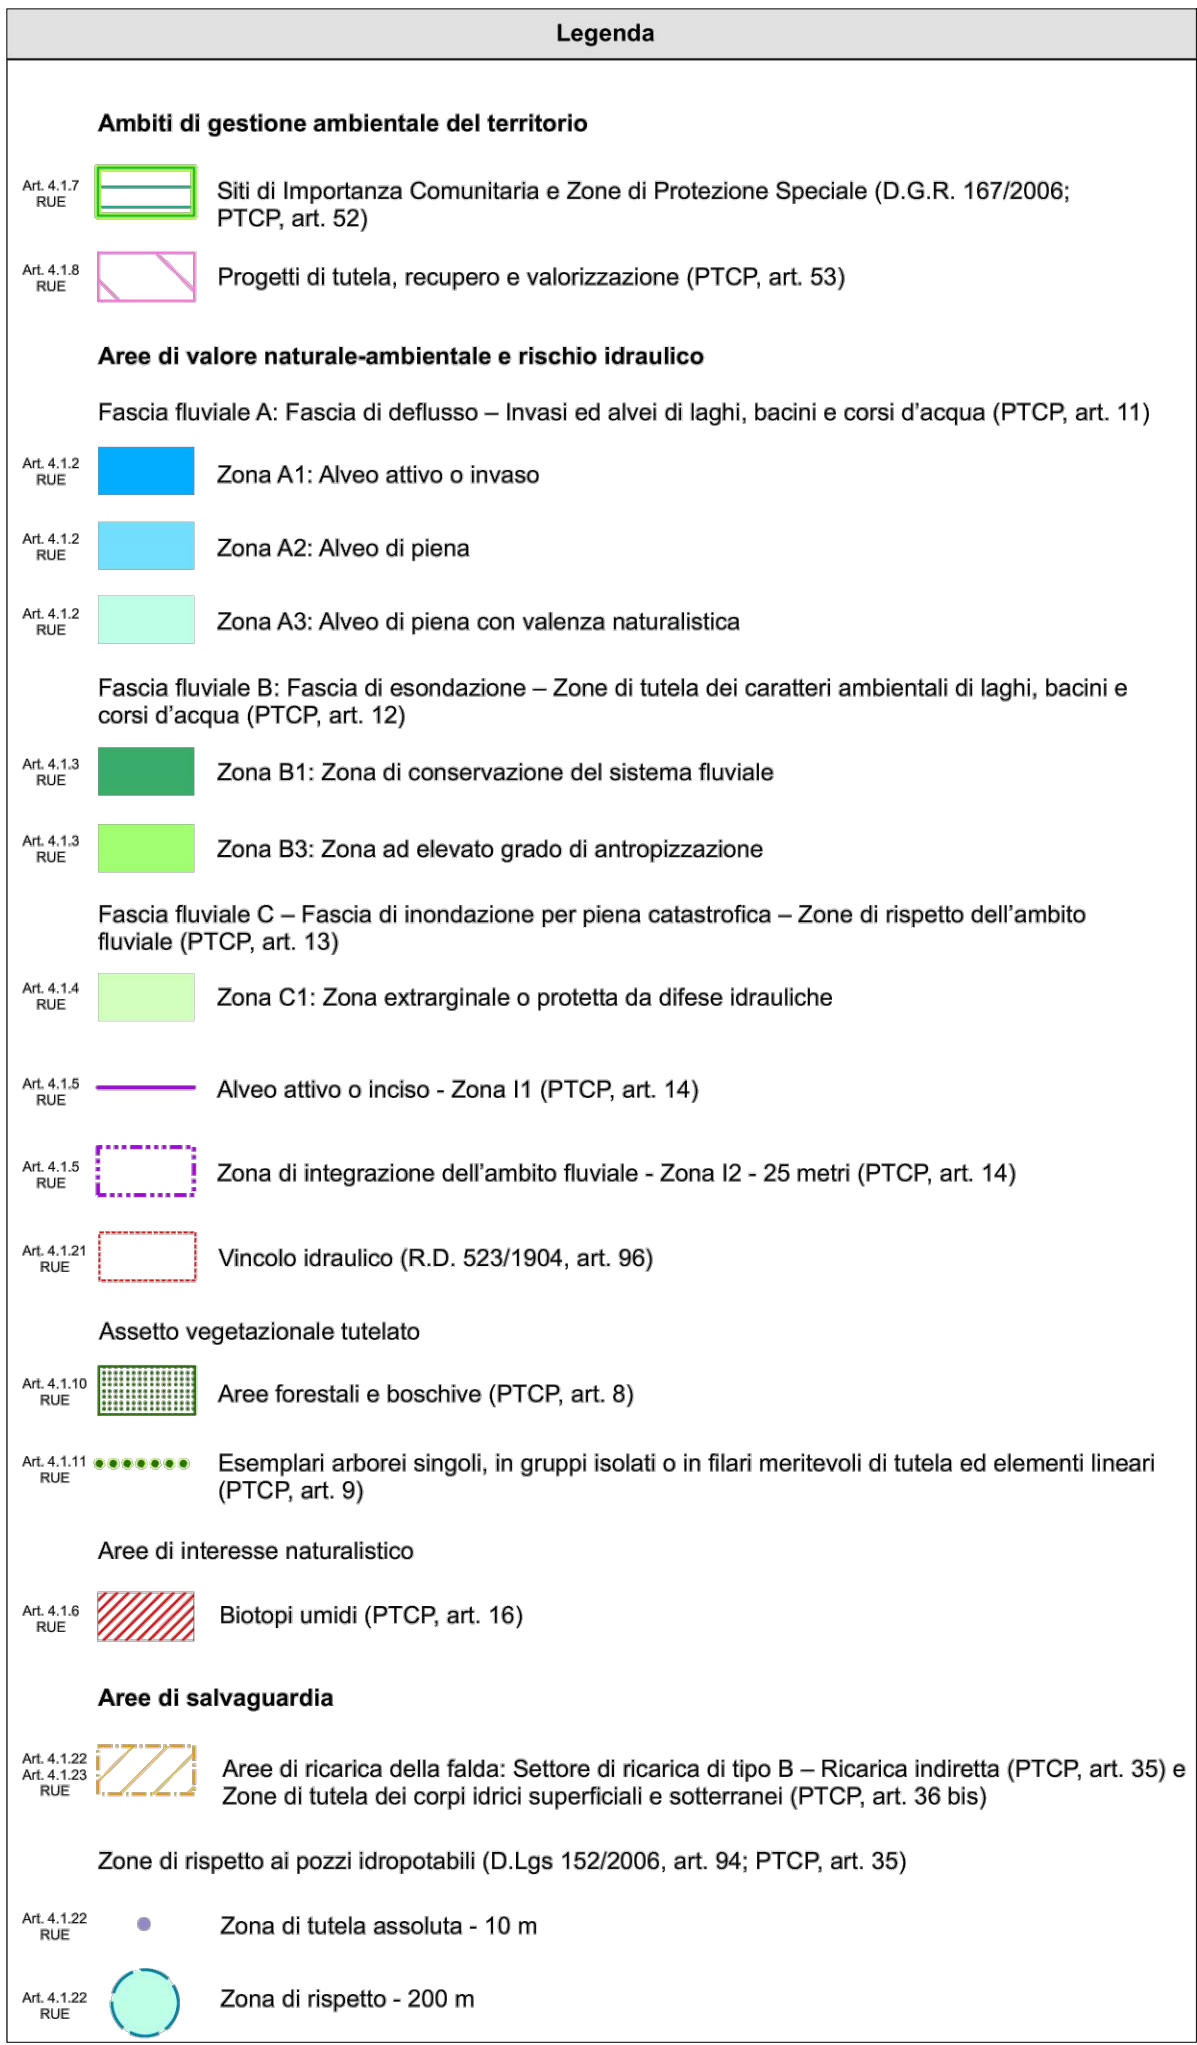 Legenda
Ambiti di gestione ambientale del territorio
Art. 4.1.7
RUE
Siti di Importanza Comunitaria e Zone di Protezione Speciale (D.G.R. 167/2006;
PTCP, art. 52)
Art. 4.1.8
RUE
Progetti di tutela, recupero e valorizzazione (PTCP, art. 53)
Aree di valore naturale-ambientale e rischio idraulico
Fascia fluviale A: Fascia di deflusso – Invasi ed alvei di laghi, bacini e corsi d'acqua (PTCP, art. 11)
Art. 4.1.2
RUE
Zona A1: Alveo attivo o invaso
Art. 4.1.2
RUE
Zona A2: Alveo di piena
Art. 4.1.2
RUE
Zona A3: Alveo di piena con valenza naturalistica
Fascia fluviale B: Fascia di esondazione – Zone di tutela dei caratteri ambientali di laghi, bacini e
corsi d'acqua (PTCP, art. 12)
Art. 4.1.3
RUE
Zona B1: Zona di conservazione del sistema fluviale
Art. 4.1.3
RUE
Zona B3: Zona ad elevato grado di antropizzazione
Fascia fluviale C – Fascia di inondazione per piena catastrofica – Zone di rispetto dell'ambito
fluviale (PTCP, art. 13)
Art. 4.1.4
RUE
Zona C1: Zona extrarginale o protetta da difese idrauliche
Art. 4.1.5
RUE
Alveo attivo o inciso - Zona I1 (PTCP, art. 14)
Art. 4.1.5
RUE
Zona di integrazione dell'ambito fluviale - Zona I2 - 25 metri (PTCP, art. 14)
Art. 4.1.21
RUE
Vincolo idraulico (R.D. 523/1904, art. 96)
Assetto vegetazionale tutelato
Art. 4.1.10
RUE
Aree forestali e boschive (PTCP, art. 8)
Art. 4.1.11
RUE
Esemplari arborei singoli, in gruppi isolati o in filari meritevoli di tutela ed elementi lineari
(PTCP, art. 9)
Aree di interesse naturalistico
Art. 4.1.6
RUE
Biotopi umidi (PTCP, art. 16)
Aree di salvaguardia
Art. 4.1.22
Art. 4.1.23
RUE
Aree di ricarica della falda: Settore di ricarica di tipo B – Ricarica indiretta (PTCP, art. 35) e
Zone di tutela dei corpi idrici superficiali e sotterranei (PTCP, art. 36 bis)
Zone di rispetto ai pozzi idropotabili (D.Lgs 152/2006, art. 94; PTCP, art. 35)
Art. 4.1.22
RUE
Zona di tutela assoluta - 10 m
Art. 4.1.22
RUE
Zona di rispetto - 200 m